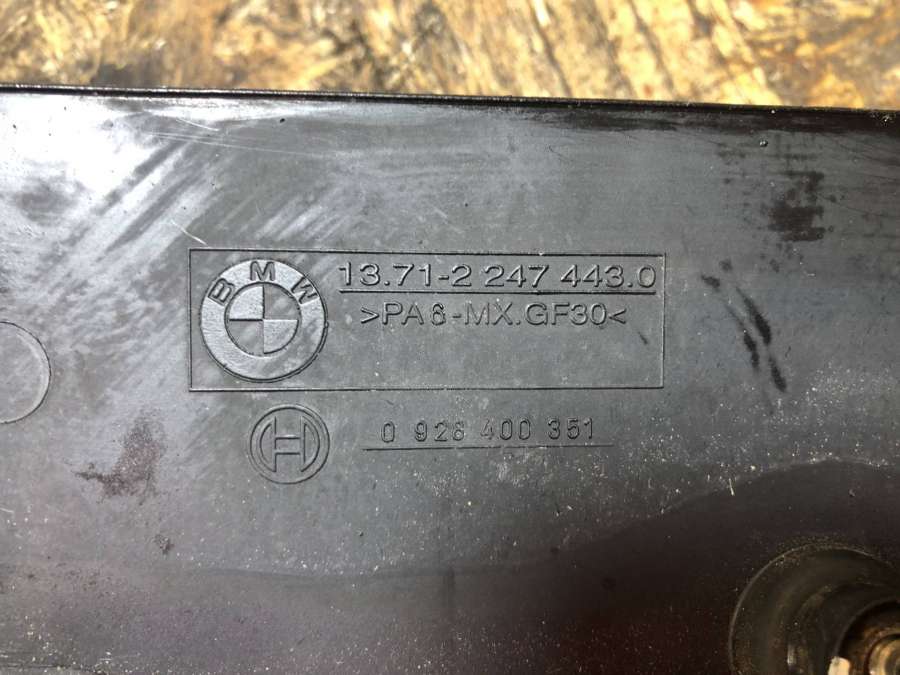 BMW
13.71-2 247 443.0
>PA6-MX.GF30<
0 928 400 351